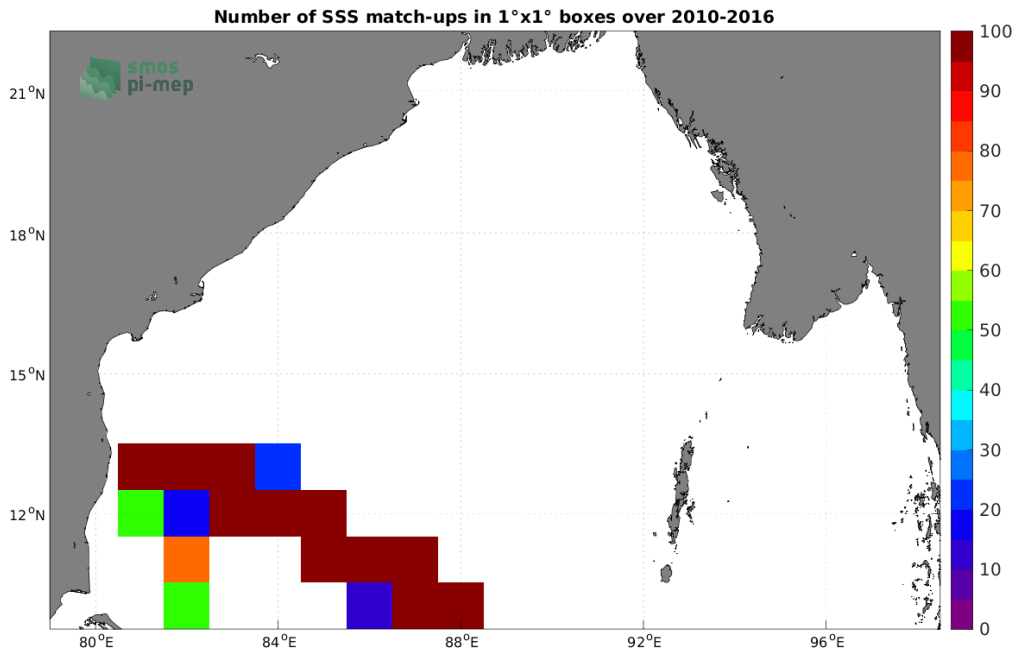 Number of SSS match-ups in 1°x1° boxes over 2010-2016
smos
pi-mep
21°N
18°N
15°N
12°N
80°E
84°E
88°E
92°E
96°E
100
90
80
70
60
50
40
30
20
10
0